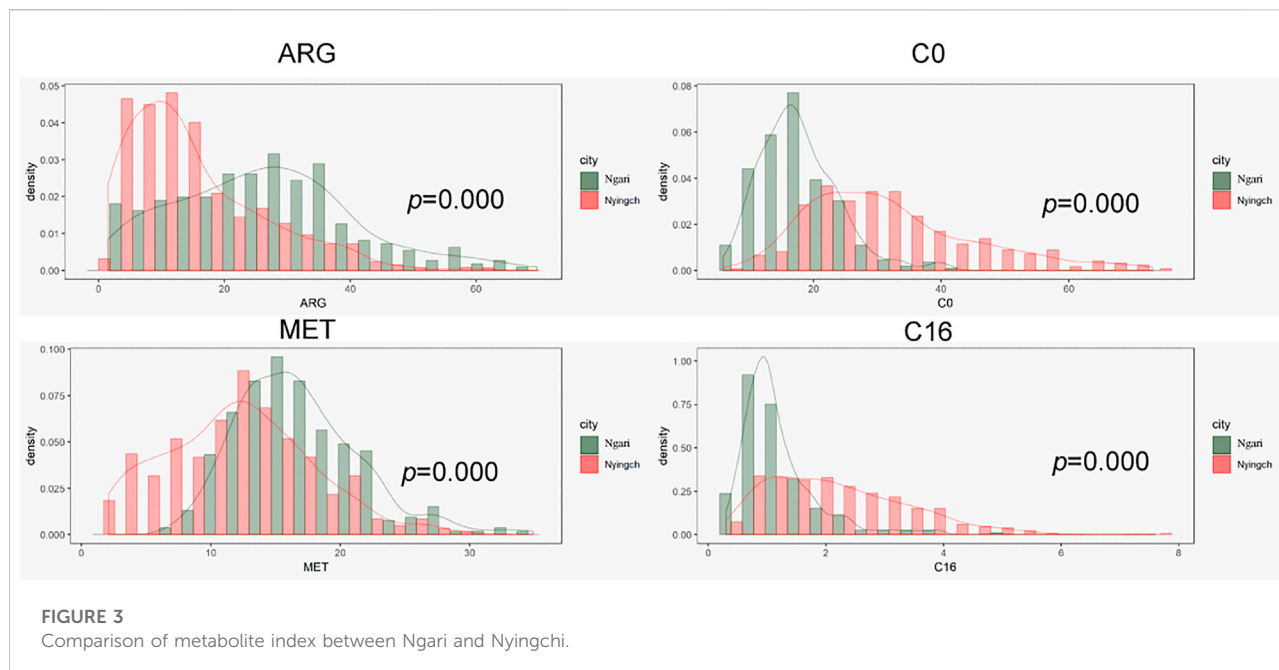 ARG
0.05
0.04
0.03
0.02
0.01
0.00
density
0
20
40
60
ARG
p=0.000
city
Ngari
Nyingch
C0
0.08
0.06
0.04
0.02
0.00
density
20
40
60
C0
p=0.000
city
Ngari
Nyingch
MET
0.100
0.075
0.050
0.025
0.000
density
0
10
20
30
MET
p=0.000
city
Ngari
Nyingch
C16
1.00
0.75
0.50
0.25
0.00
density
0
2
4
6
8
C16
p=0.000
city
Ngari
Nyingch
FIGURE 3
Comparison of metabolite index between Ngari and Nyingchi.